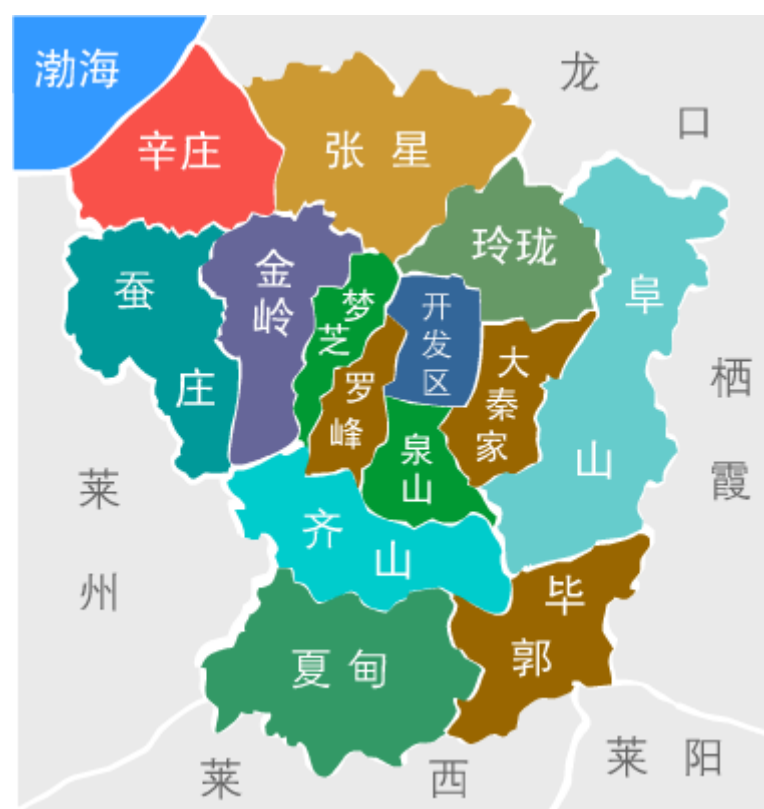 渤海
龙口
辛庄
张星
玲珑
阜山
蚕庄
金岭
梦芝
开发区
罗峰
大秦家
泉山
栖霞
莱州
齐山
毕郭
夏甸
莱西
莱阳